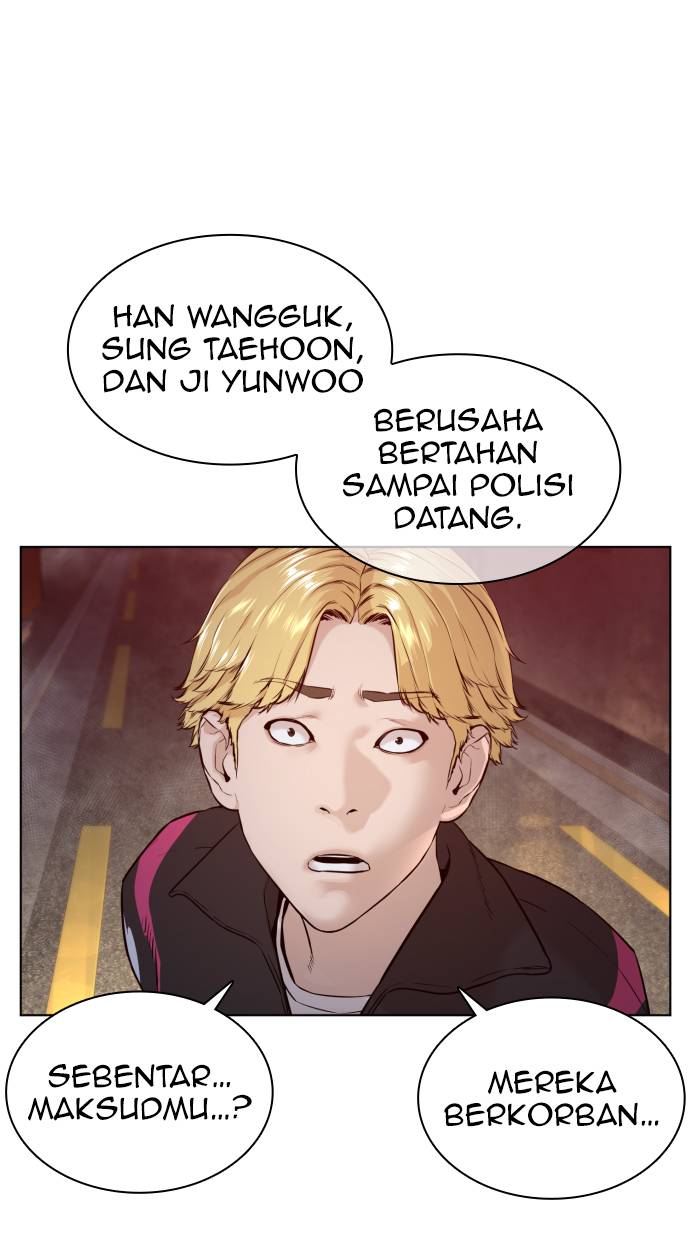 HAN WANGGUK,
SUNG TAEHOON,
DAN JI YUNWOO
BERUSAHA
BERTAHAN
SAMPAI POLISI
DATANG.
SEBENTAR...
MAKSUDMU...?
MEREKA
BERKORBAN...